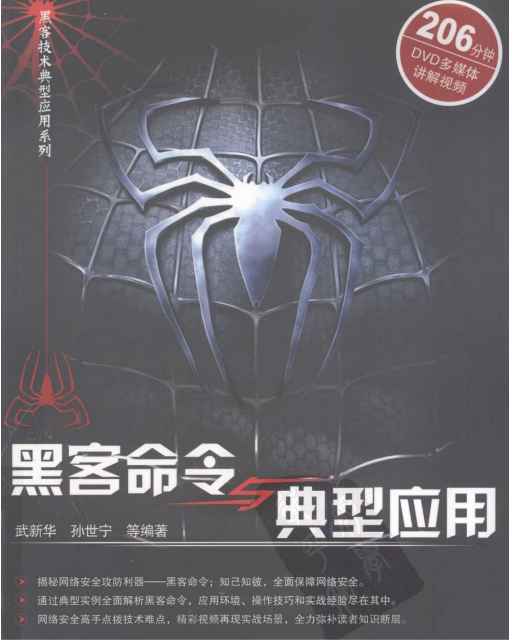 黑客技术典型应用系列
206分钟
DVD多媒体
讲解视频
黑客命令与典型应用
武新华 孙世宁 等编著
揭秘网络安全攻防利器——黑客命令;知己知彼,全面保障网络安全。
通过典型实例全面解析黑客命令,应用环境、操作技巧和实战经验尽在其中。
网络安全高手点拨技术难点,精彩视频再现实战场景,全力弥补读者知识断层。